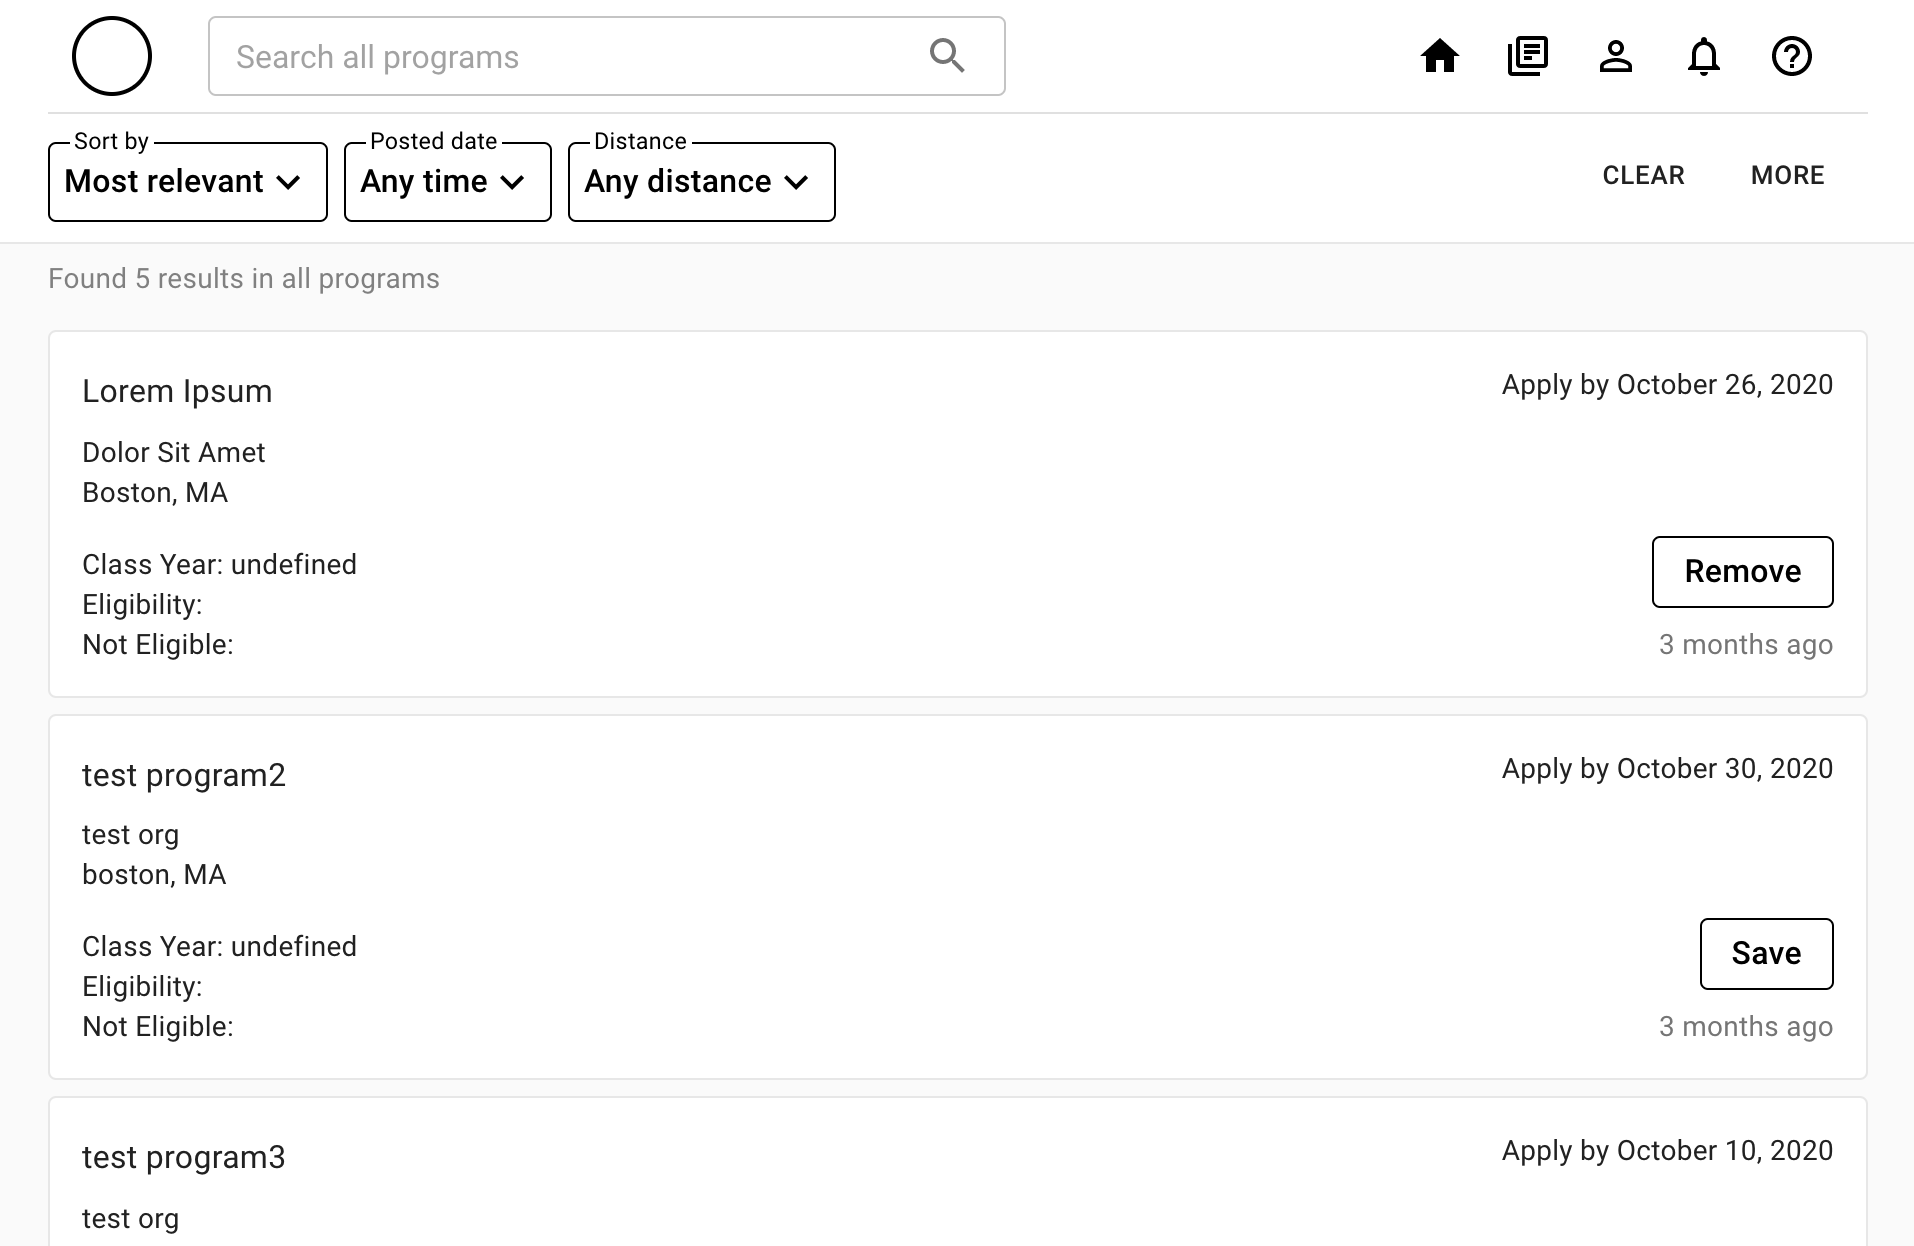 Search all programs
Sort by
Most relevant
Posted date
Any time
Distance
Any distance
CLEAR
MORE
Found 5 results in all programs
Lorem Ipsum
Apply by October 26, 2020
Dolor Sit Amet
Boston, MA
Class Year: undefined
Eligibility:
Not Eligible:
Remove
3 months ago
test program2
Apply by October 30, 2020
test org
boston, MA
Class Year: undefined
Eligibility:
Not Eligible:
Save
3 months ago
test program3
Apply by October 10, 2020
test org